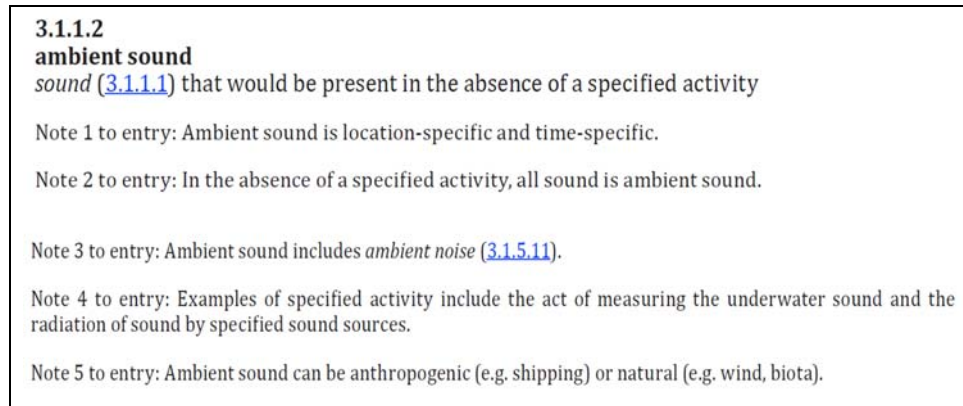 3.1.1.2
ambient sound
sound (3.1.1.1) that would be present in the absence of a specified activity
Note 1 to entry: Ambient sound is location-specific and time-specific.
Note 2 to entry: In the absence of a specified activity, all sound is ambient sound.
Note 3 to entry: Ambient sound includes ambient noise (3.1.5.11).
Note 4 to entry: Examples of specified activity include the act of measuring the underwater sound and the
radiation of sound by specified sound sources.
Note 5 to entry: Ambient sound can be anthropogenic (e.g. shipping) or natural (e.g. wind, biota).